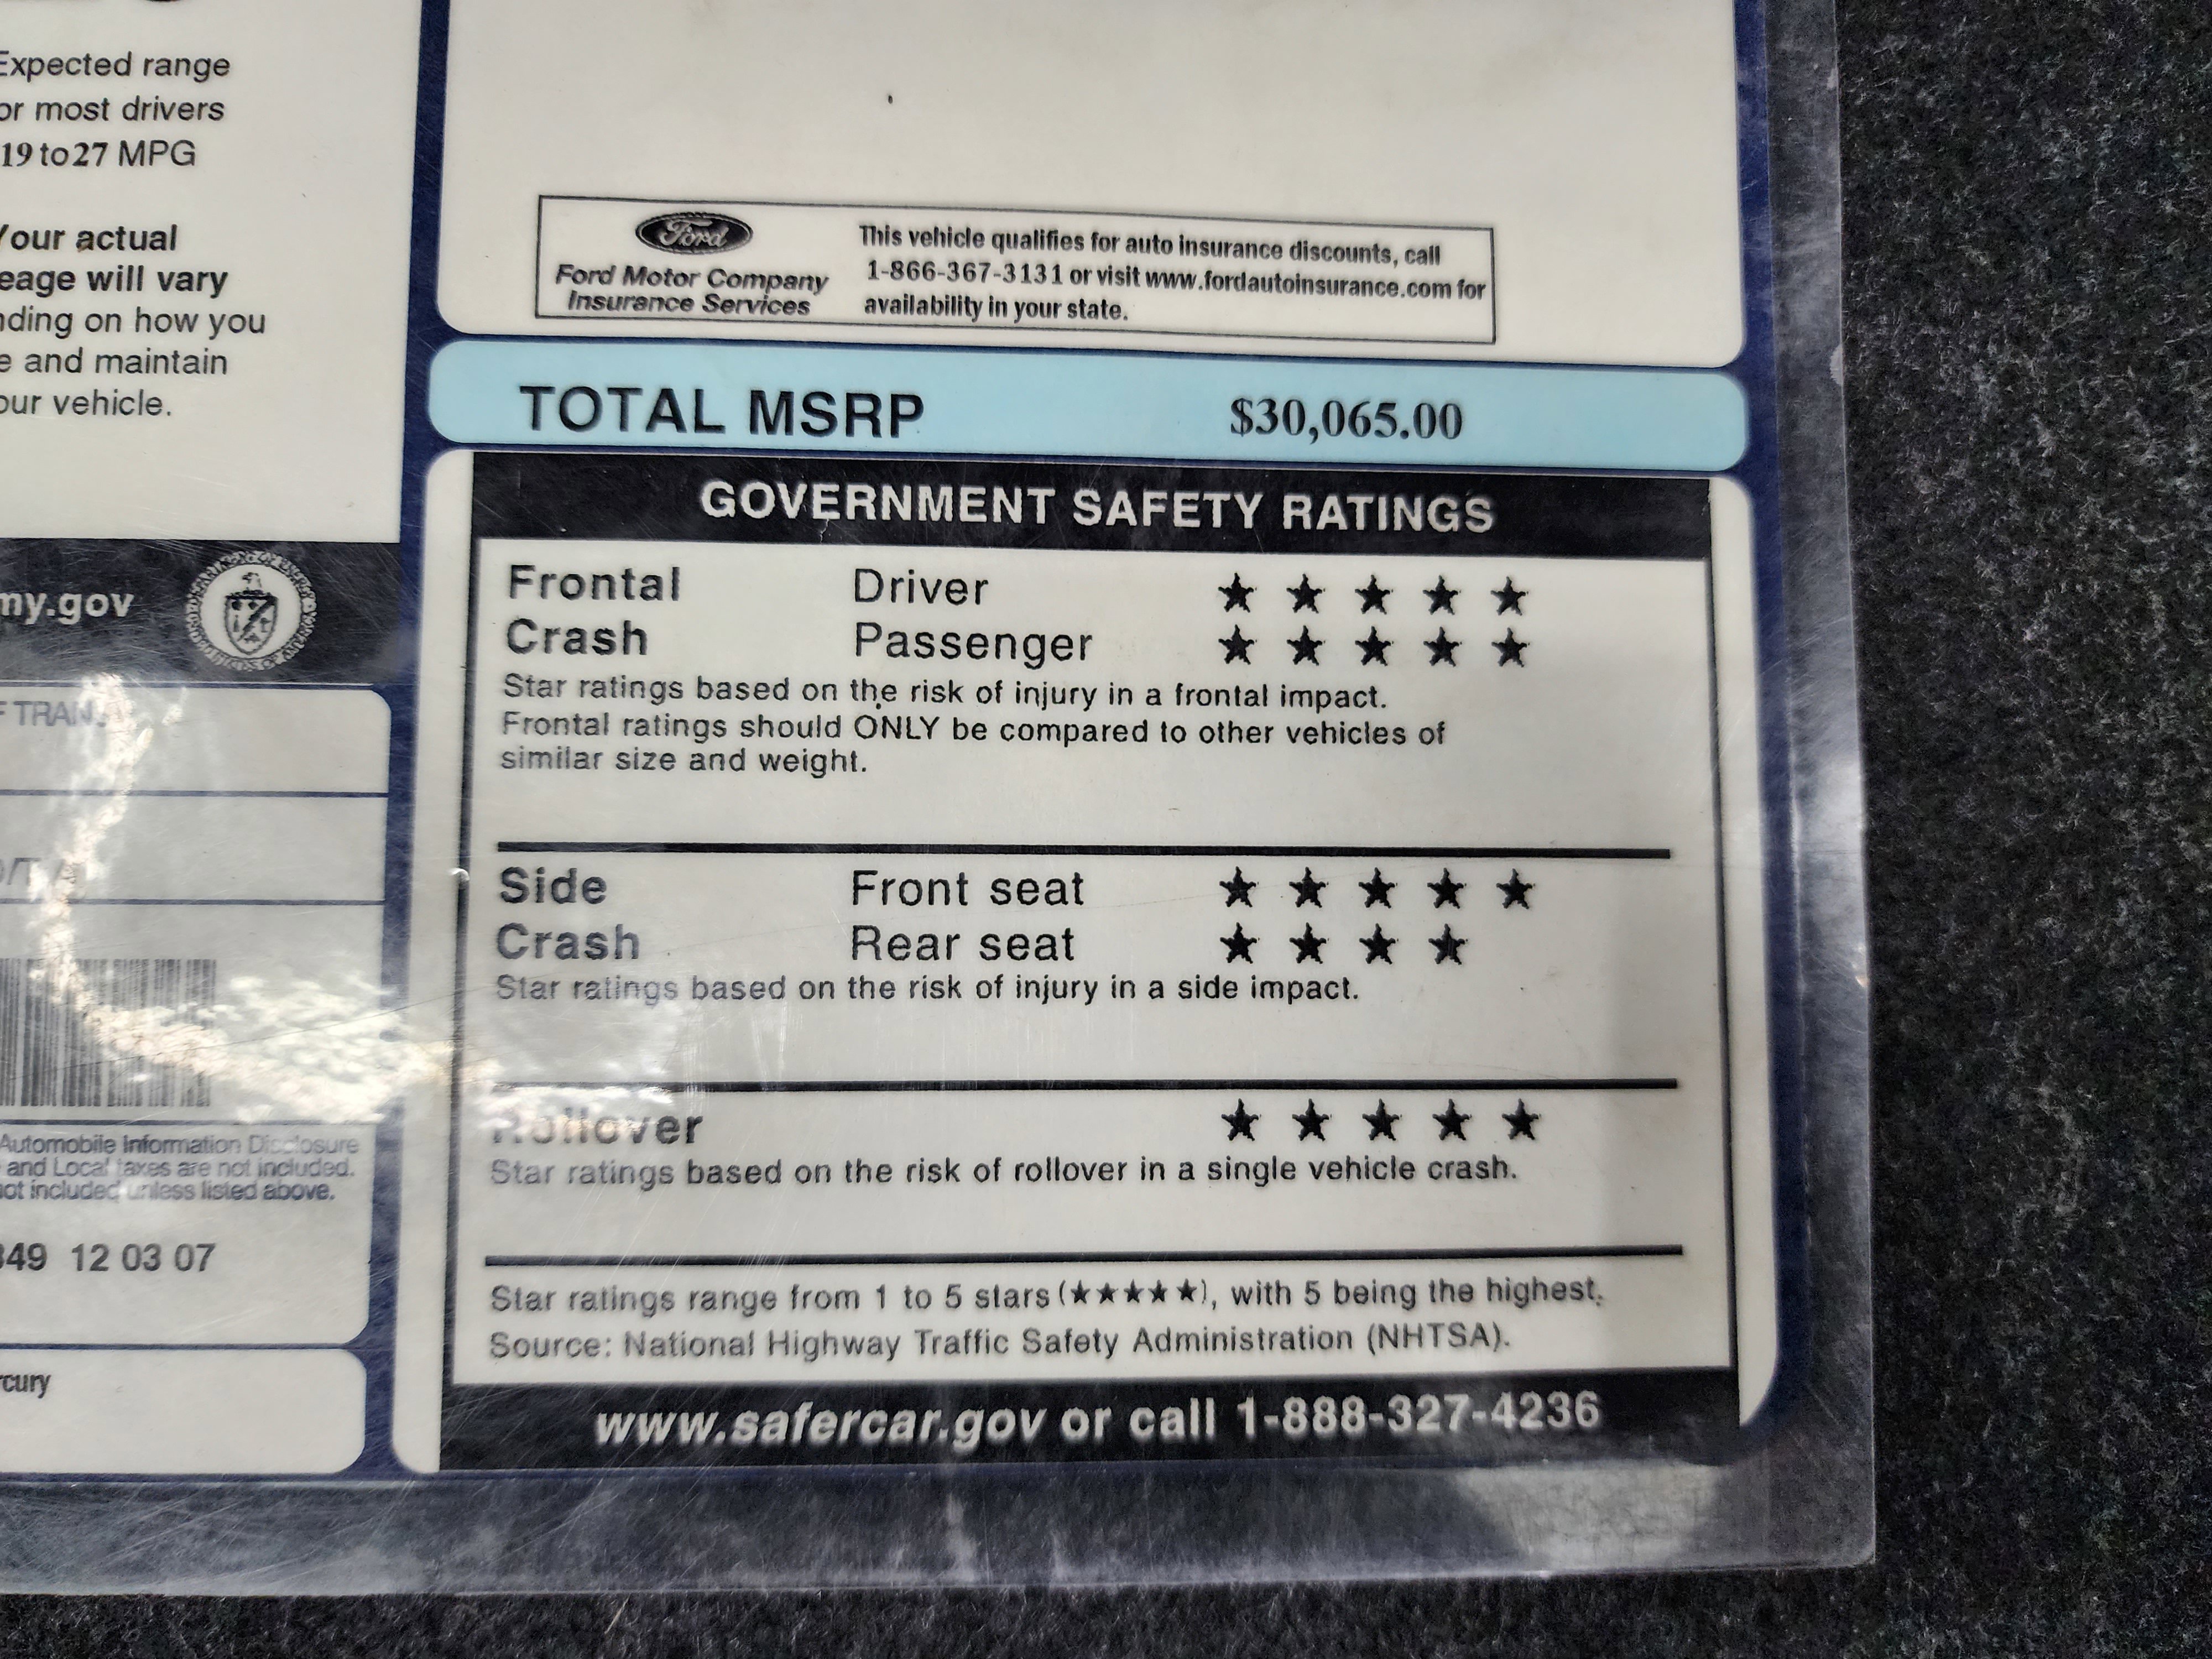 Expected range
or most drivers
19 to 27 MPG
Your actual
eage will vary
nding on how you
e and maintain
our vehicle.
my.gov
F TRAN
Automobile Information Disclosure
and Local taxes are not included.
not included unless listed above.
349 12 03 07
rcury
Ford
Ford Motor Company
Insurance Services
This vehicle qualifies for auto insurance discounts, call
1-866-367-3131 or visit www.fordautoinsurance.com for
availability in your state.
TOTAL MSRP $30,065.00
GOVERNMENT SAFETY RATINGS
Frontal Driver ★ ★ ★ ★ ★
Crash Passenger ★ ★ ★ ★ ★
Star ratings based on the risk of injury in a frontal impact.
Frontal ratings should ONLY be compared to other vehicles of
similar size and weight.
Side Front seat ★ ★ ★ ★ ★
Crash Rear seat ★ ★ ★ ★
Star ratings based on the risk of injury in a side impact.
Rollover ★ ★ ★ ★ ★
Star ratings based on the risk of rollover in a single vehicle crash.
Star ratings range from 1 to 5 stars (★★★★★), with 5 being the highest.
Source: National Highway Traffic Safety Administration (NHTSA).
www.safercar.gov or call 1-888-327-4236